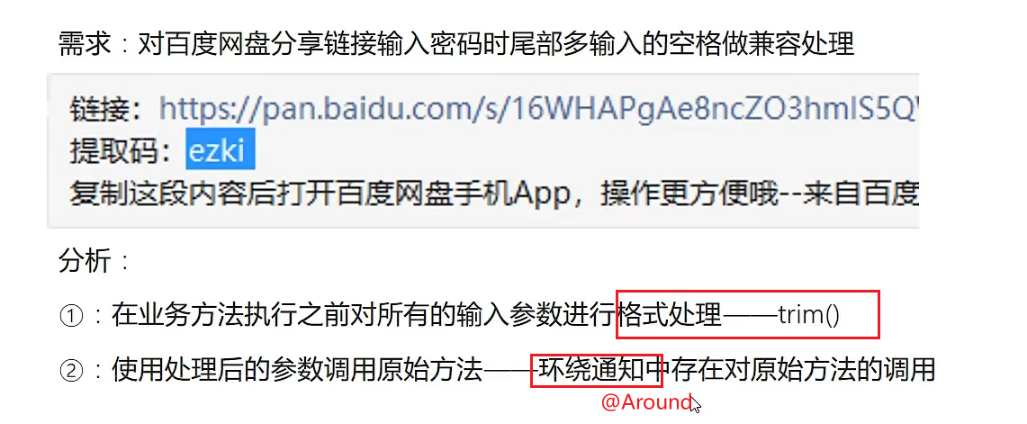 需求：对百度网盘分享链接输入密码时尾部多输入的空格做兼容处理
链接：https://pan.baidu.com/s/16WHAPgAe8ncZO3hmIS5Q
提取码：ezki
复制这段内容后打开百度网盘手机App，操作更方便哦--来自百度
分析：
①：在业务方法执行之前对所有的输入参数进行格式处理——trim()
②：使用处理后的参数调用原始方法——环绕通知中存在对原始方法的调用
@Around